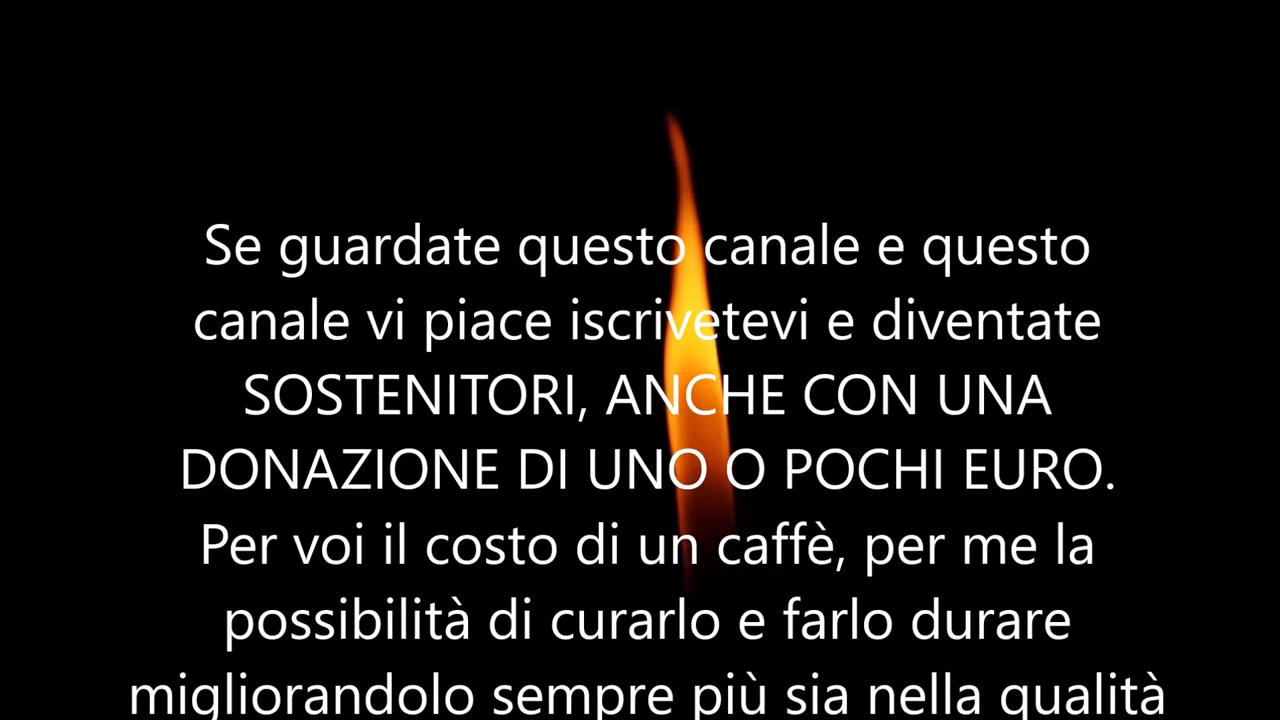 Se guardate questo canale e questo
canale vi piace iscrivetevi e diventate
SOSTENITORI, ANCHE CON UNA
DONAZIONE DI UNO O POCHI EURO.
Per voi il costo di un caffè, per me la
possibilità di curarlo e farlo durare
migliorandolo sempre più sia nella qualità